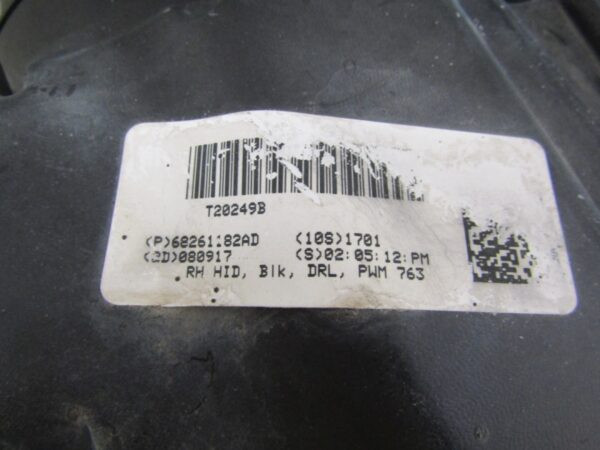 T20249B
(P)68261182AD (10S)1701
(2D)080917 (S)02:05:12:PM
RH HID, Blk, DRL, PWM 763